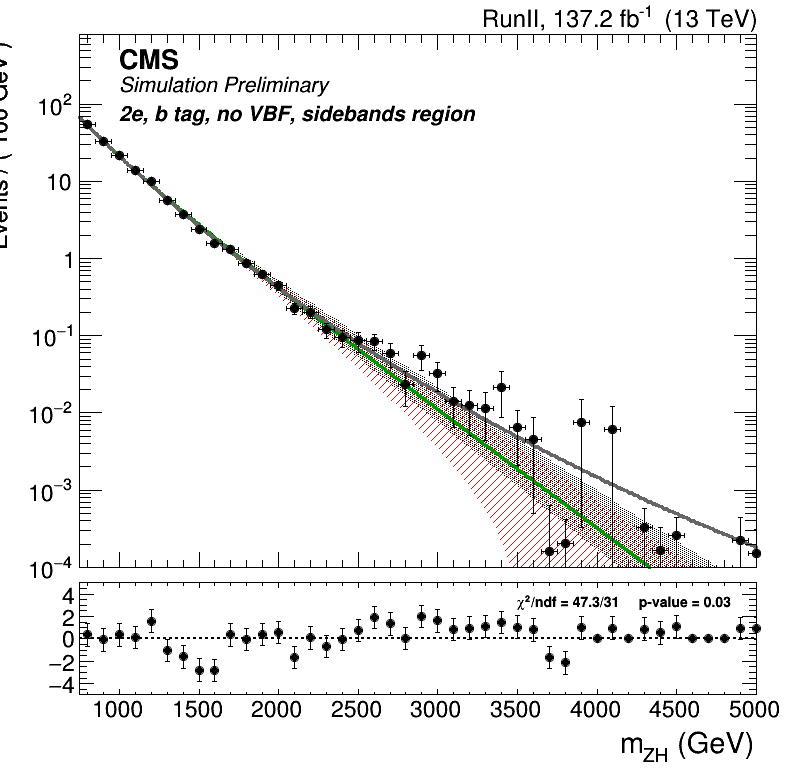 RunII, 137.2 fb⁻¹ (13 TeV)
CMS
Simulation Preliminary
2e, b tag, no VBF, sidebands region
Events / ( 100 GeV )
10²
10
1
10⁻¹
10⁻²
10⁻³
10⁻⁴
χ²/ndf = 47.3/31 p-value = 0.03
4
2
0
−2
−4
1000 1500 2000 2500 3000 3500 4000 4500 5000
m_ZH (GeV)